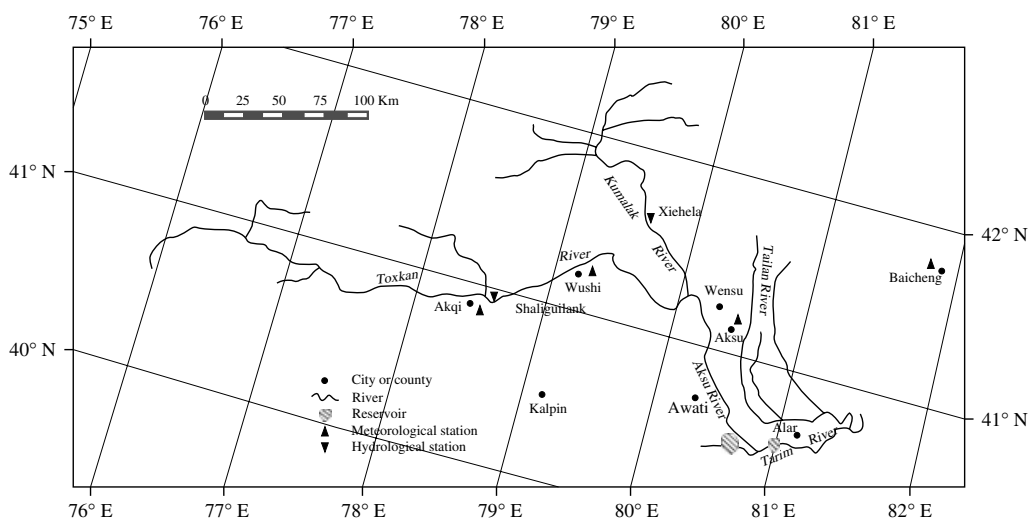 75° E 76° E 77° E 78° E 79° E 80° E 81° E
0 25 50 75 100 Km
41° N
Kumalak
River
Xiehela
42° N
Toxkan
River
Wushi
Tailan River
Baicheng
Akqi
Shaliguilank
Wensu
Aksu
40° N
City or county
River
Reservoir
Meteorological station
Hydrological station
Kalpin
Aksu River
Awati
Alar
Tarim
River
41° N
76° E 77° E 78° E 79° E 80° E 81° E 82° E